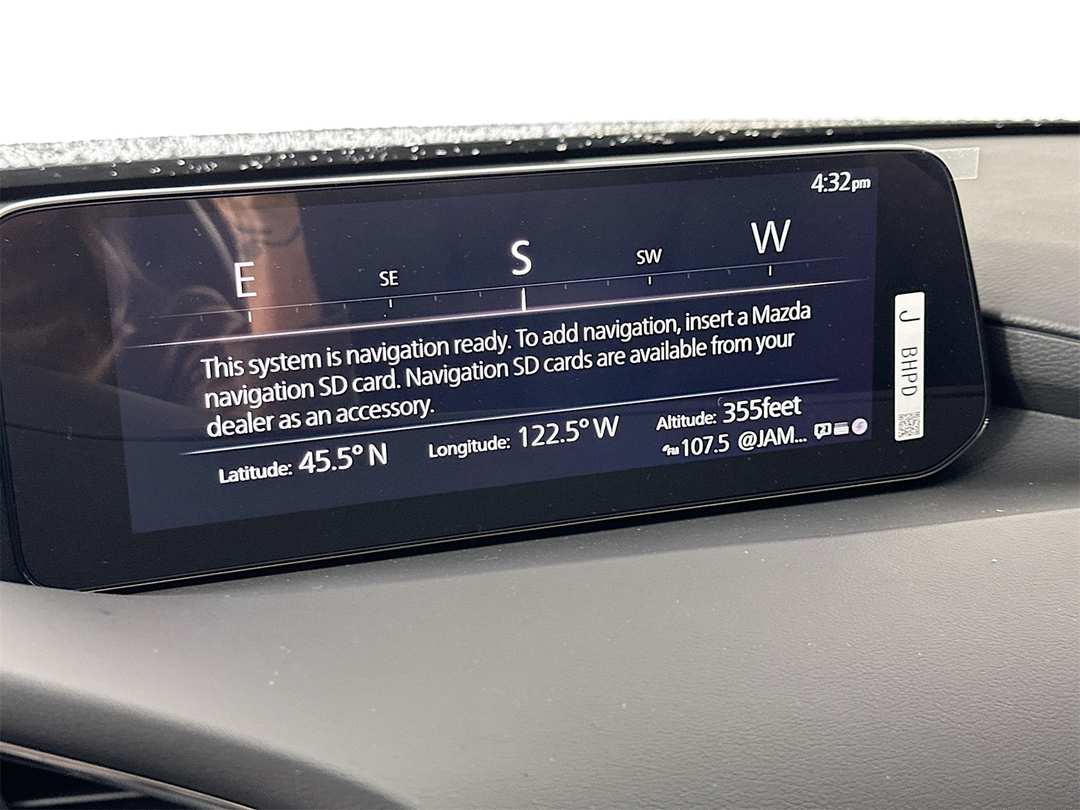 4:32pm
E SE S SW W
This system is navigation ready. To add navigation, insert a Mazda
navigation SD card. Navigation SD cards are available from your
dealer as an accessory.
Latitude: 45.5° N Longitude: 122.5° W Altitude: 355feet
FM 107.5 @JAM...
J BHPD